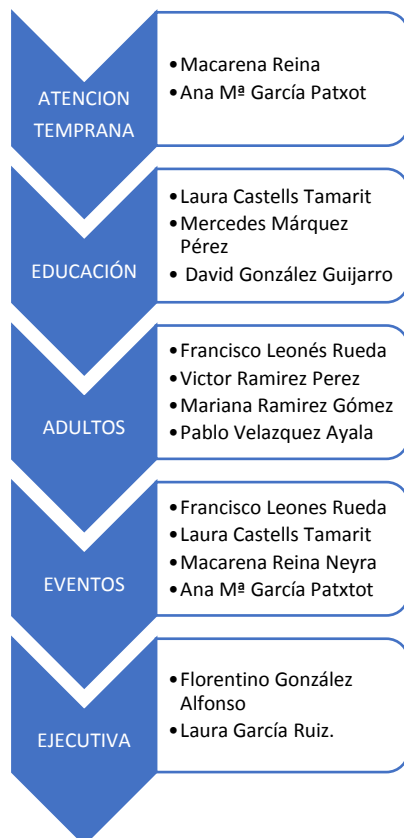 ATENCION
TEMPRANA
•Macarena Reina
•Ana Mª García Patxot
EDUCACIÓN
•Laura Castells Tamarit
•Mercedes Márquez
Pérez
• David González Guijarro
ADULTOS
•Francisco Leonés Rueda
•Victor Ramirez Perez
•Mariana Ramirez Gómez
•Pablo Velazquez Ayala
EVENTOS
•Francisco Leones Rueda
•Laura Castells Tamarit
•Macarena Reina Neyra
•Ana Mª García Patxtot
EJECUTIVA
•Florentino González
Alfonso
•Laura García Ruiz.